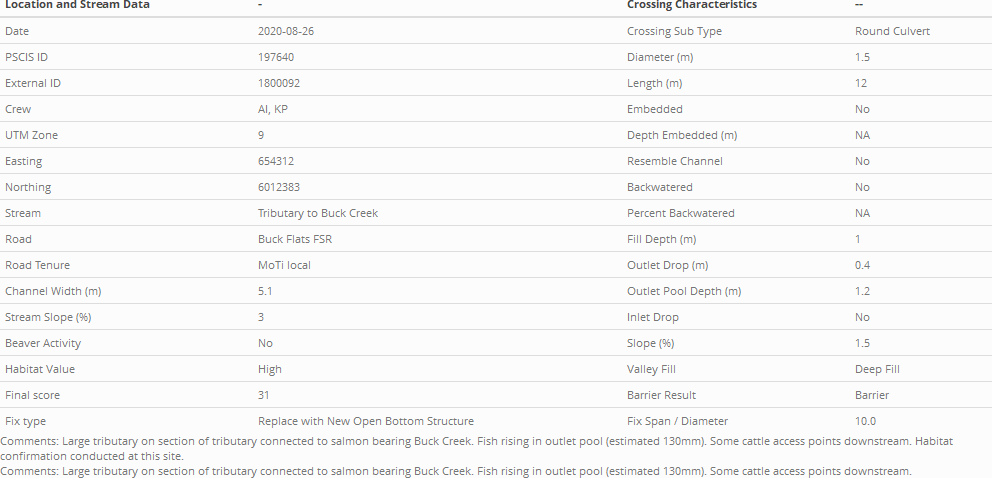 Location and Stream Data - Crossing Characteristics --
Date 2020-08-26 Crossing Sub Type Round Culvert
PSCIS ID 197640 Diameter (m) 1.5
External ID 1800092 Length (m) 12
Crew AI, KP Embedded No
UTM Zone 9 Depth Embedded (m) NA
Easting 654312 Resemble Channel No
Northing 6012383 Backwatered No
Stream Tributary to Buck Creek Percent Backwatered NA
Road Buck Flats FSR Fill Depth (m) 1
Road Tenure MoTi local Outlet Drop (m) 0.4
Channel Width (m) 5.1 Outlet Pool Depth (m) 1.2
Stream Slope (%) 3 Inlet Drop No
Beaver Activity No Slope (%) 1.5
Habitat Value High Valley Fill Deep Fill
Final score 31 Barrier Result Barrier
Fix type Replace with New Open Bottom Structure Fix Span / Diameter 10.0
Comments: Large tributary on section of tributary connected to salmon bearing Buck Creek. Fish rising in outlet pool (estimated 130mm). Some cattle access points downstream. Habitat
confirmation conducted at this site.
Comments: Large tributary on section of tributary connected to salmon bearing Buck Creek. Fish rising in outlet pool (estimated 130mm). Some cattle access points downstream.